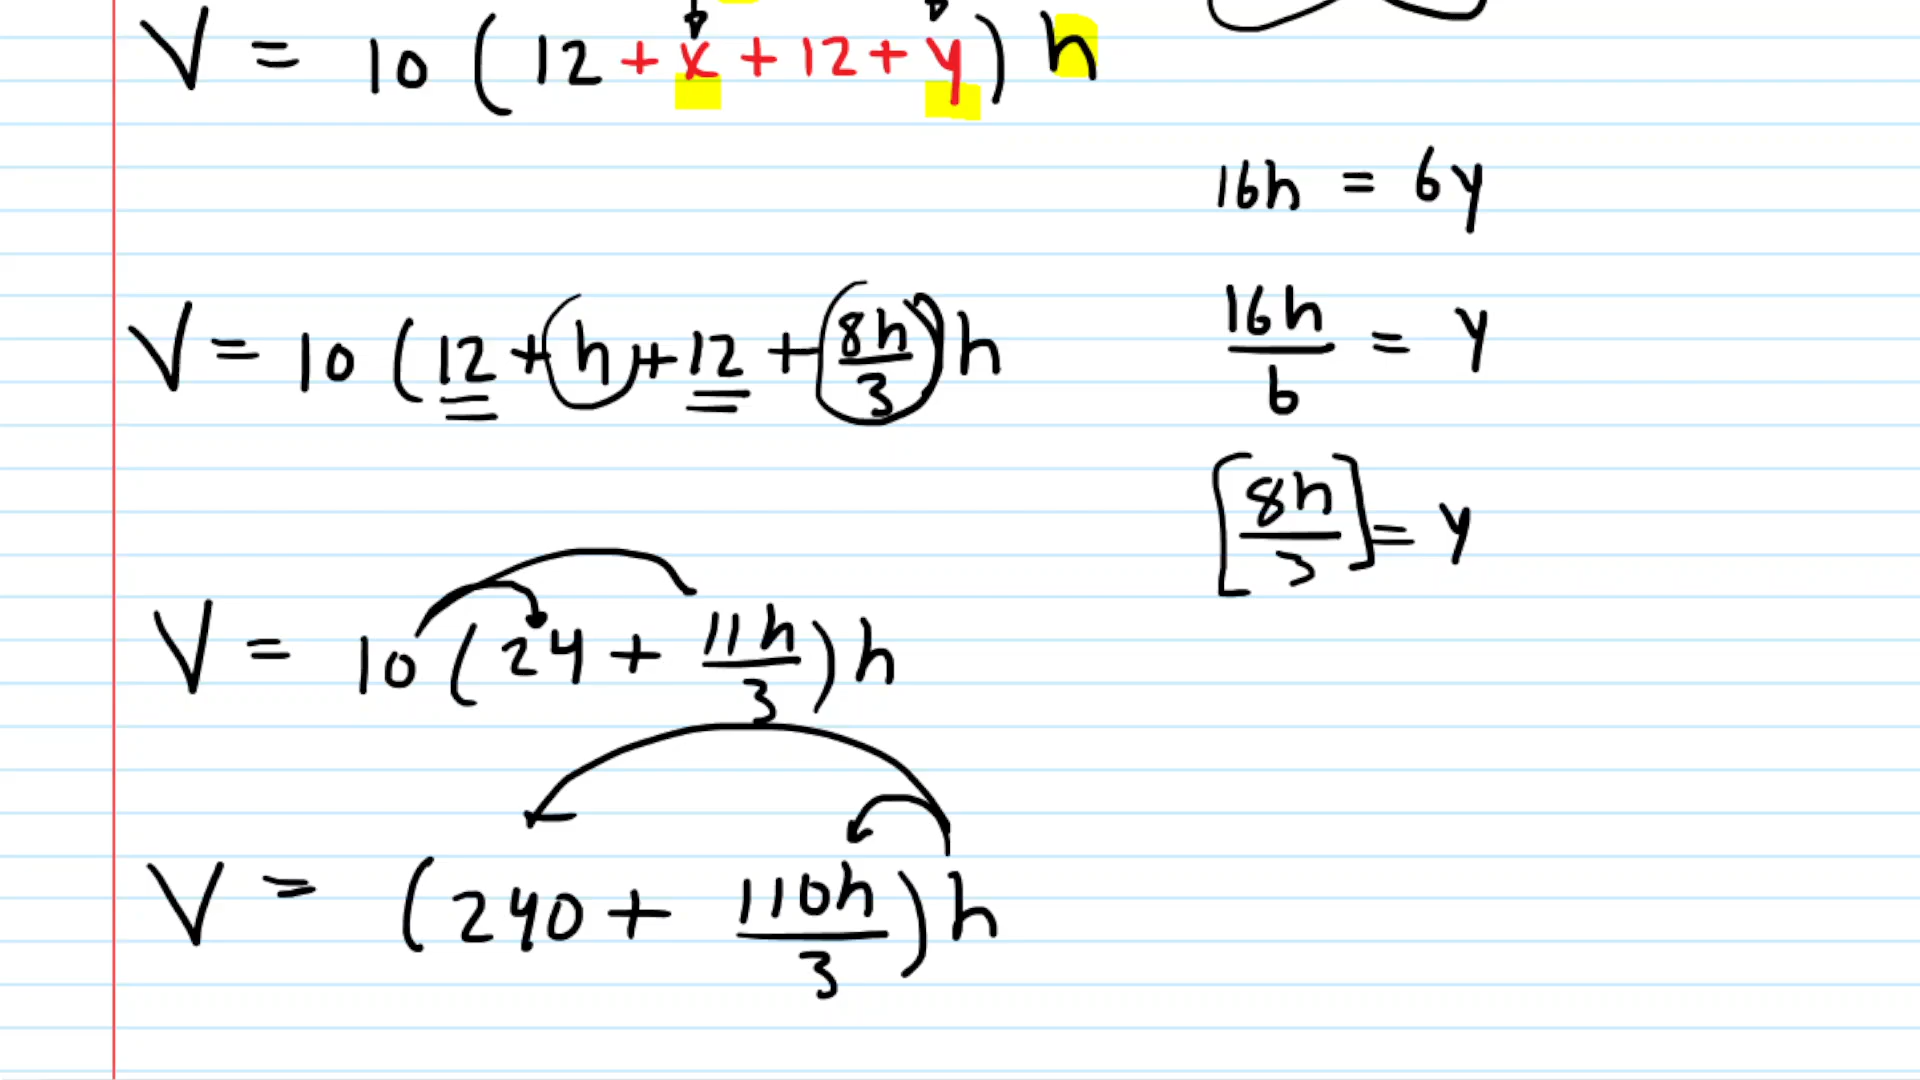 V = 10 ( 12 + x + 12 + y ) h
16h = 6y
V = 10 ( 12 + h + 12 + 8h/3 ) h
16h/6 = y
[8h/3] = y
V = 10 ( 24 + 11h/3 ) h
V = ( 240 + 110h/3 ) h